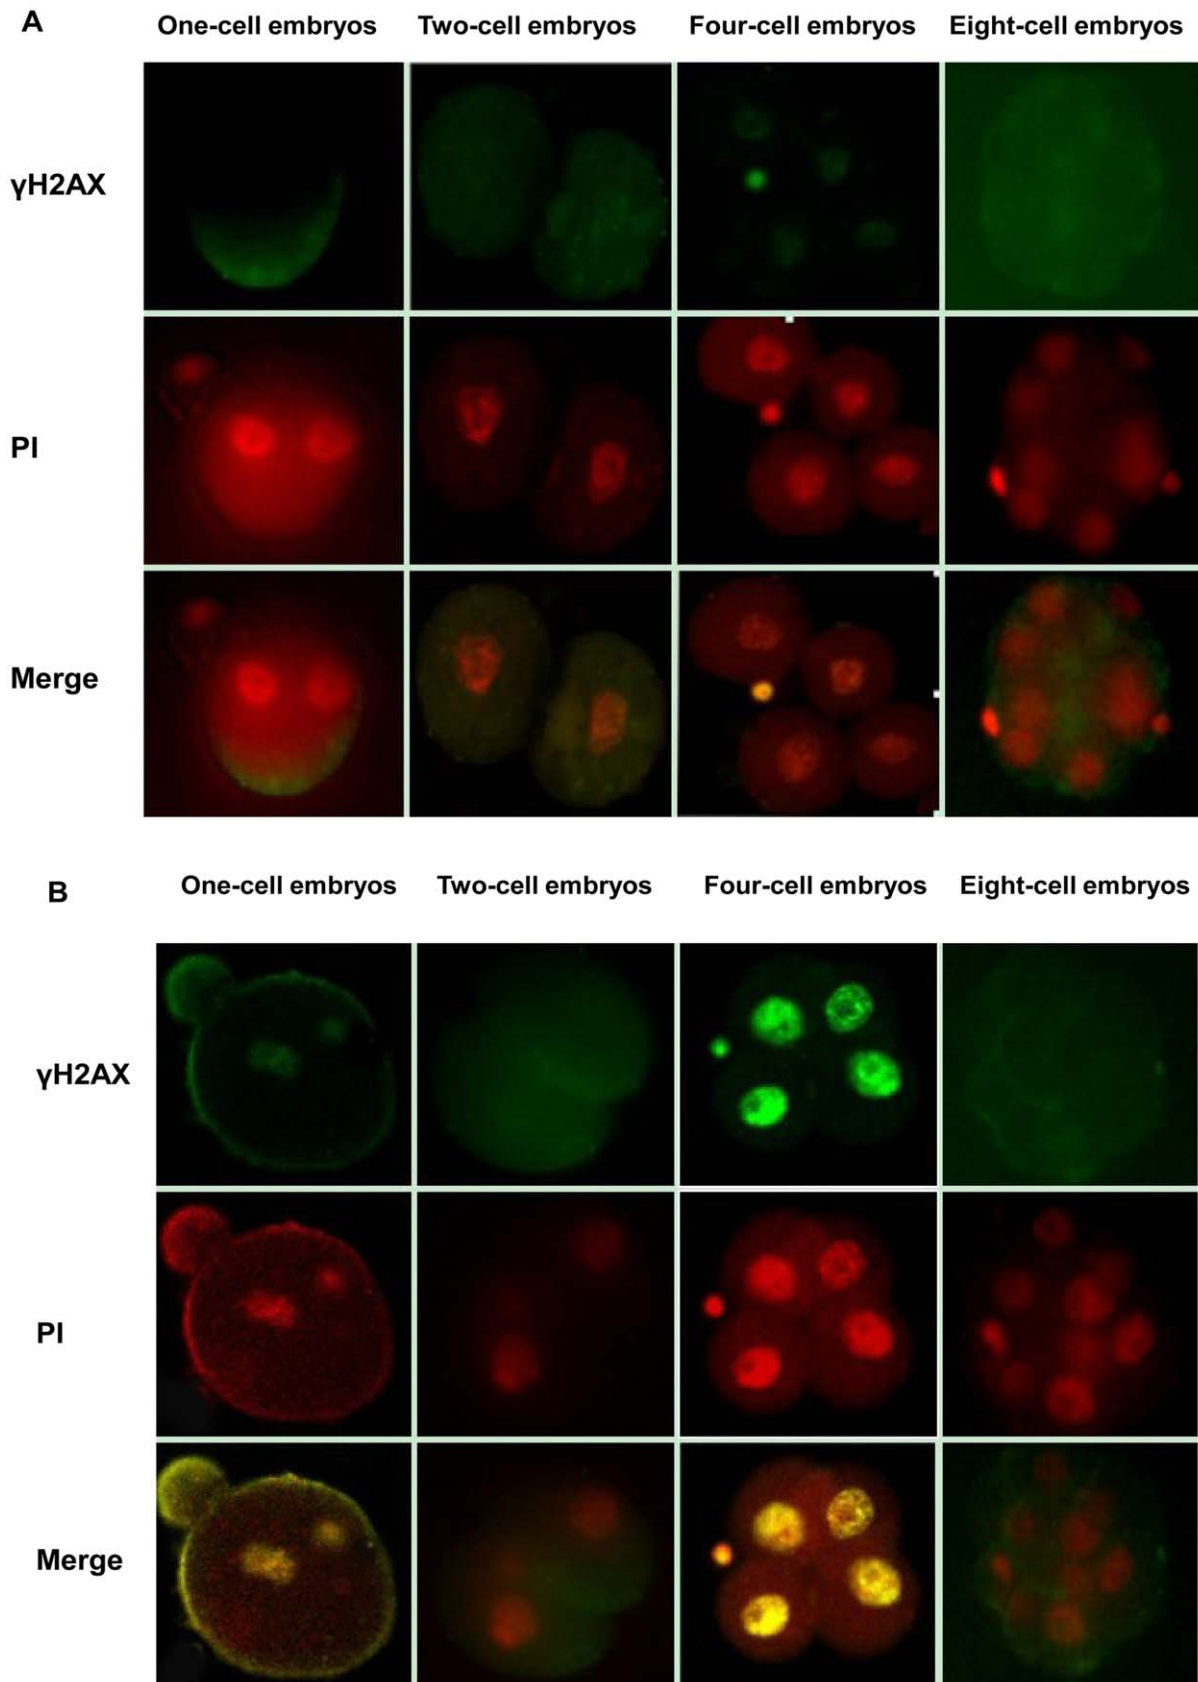 A
One-cell embryos Two-cell embryos Four-cell embryos Eight-cell embryos
γH2AX
PI
Merge
B
One-cell embryos Two-cell embryos Four-cell embryos Eight-cell embryos
γH2AX
PI
Merge